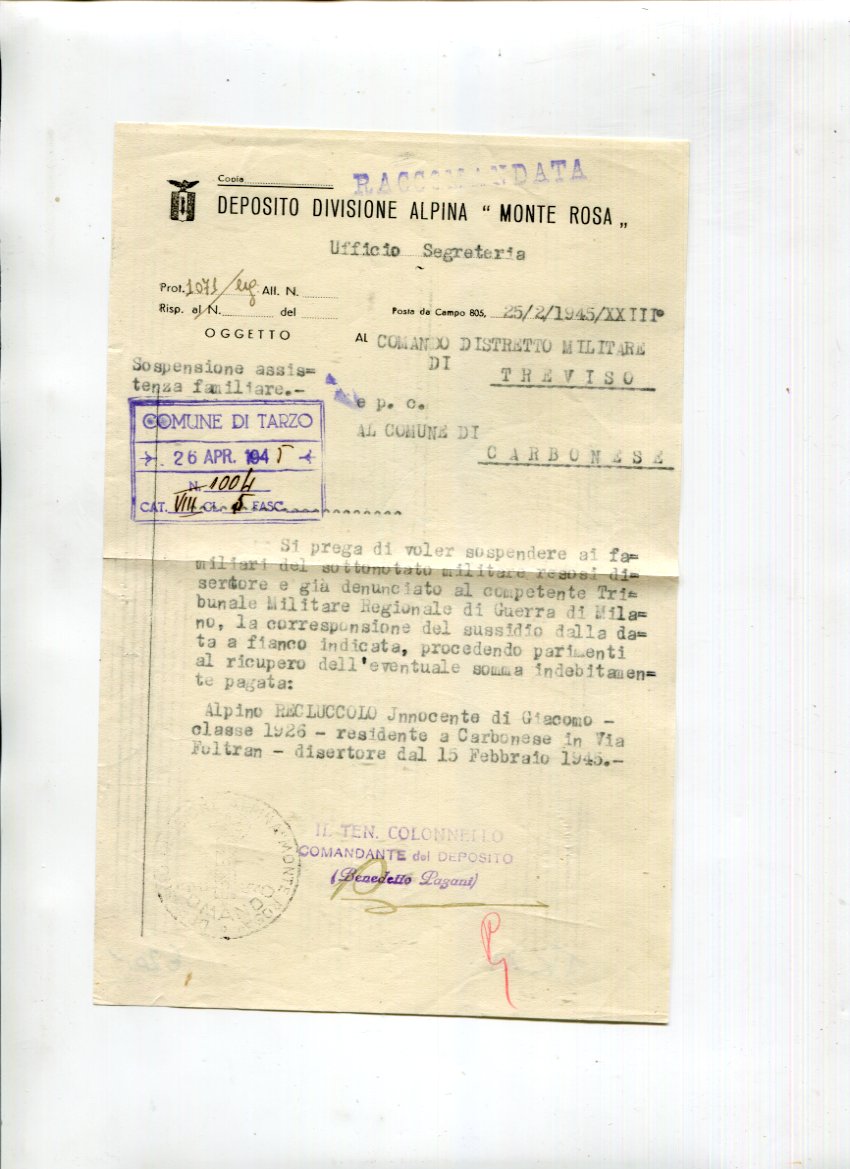 Copia
RACCOMANDATA
DEPOSITO DIVISIONE ALPINA “ MONTE ROSA „
Ufficio Segreteria
Prot. 1071/ All. N.
Risp. al N. del
Posta da Campo 805, 25/2/1945/XXIII°
OGGETTO
AL COMANDO DISTRETTO MILITARE
DI
TREVISO
Sospensione assis=
tenza familiare.-
e p. c.
AL COMUNE DI
CARBONESE
COMUNE DI TARZO
26 APR. 1945
N. 1004
CAT. VIII CL. 5 FASC.
Si prega di voler sospendere ai fa=
miliari del sottonotato militare resosi di=
sertore e già denunciato al competente Tri=
bunale Militare Regionale di Guerra di Mila=
no, la corresponsione del sussidio dalla da=
ta a fianco indicata, procedendo parimenti
al ricupero dell'eventuale somma indebitamen=
te pagata:
Alpino RECLUCCOLO Jnnocente di Giacomo -
classe 1926 - residente a Carbonese in Via
Foltran - disertore dal 15 Febbraio 1945.-
IL TEN. COLONNELLO
COMANDANTE del DEPOSITO
(Benedetto Pagani)
ALPINA "MONTE ROSA"
COMANDO